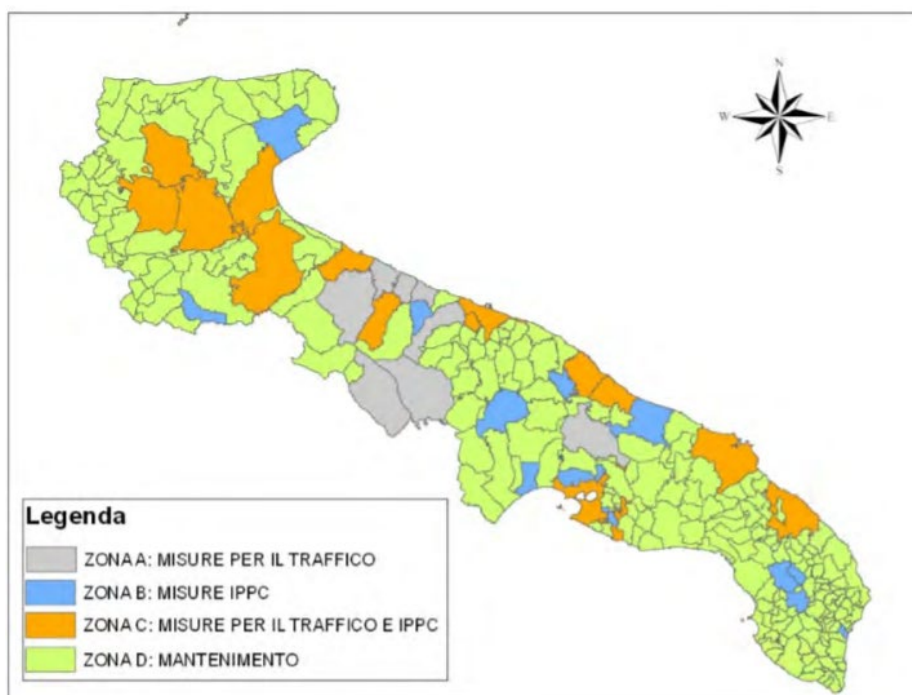 N
W E
S
Legenda
ZONA A: MISURE PER IL TRAFFICO
ZONA B: MISURE IPPC
ZONA C: MISURE PER IL TRAFFICO E IPPC
ZONA D: MANTENIMENTO